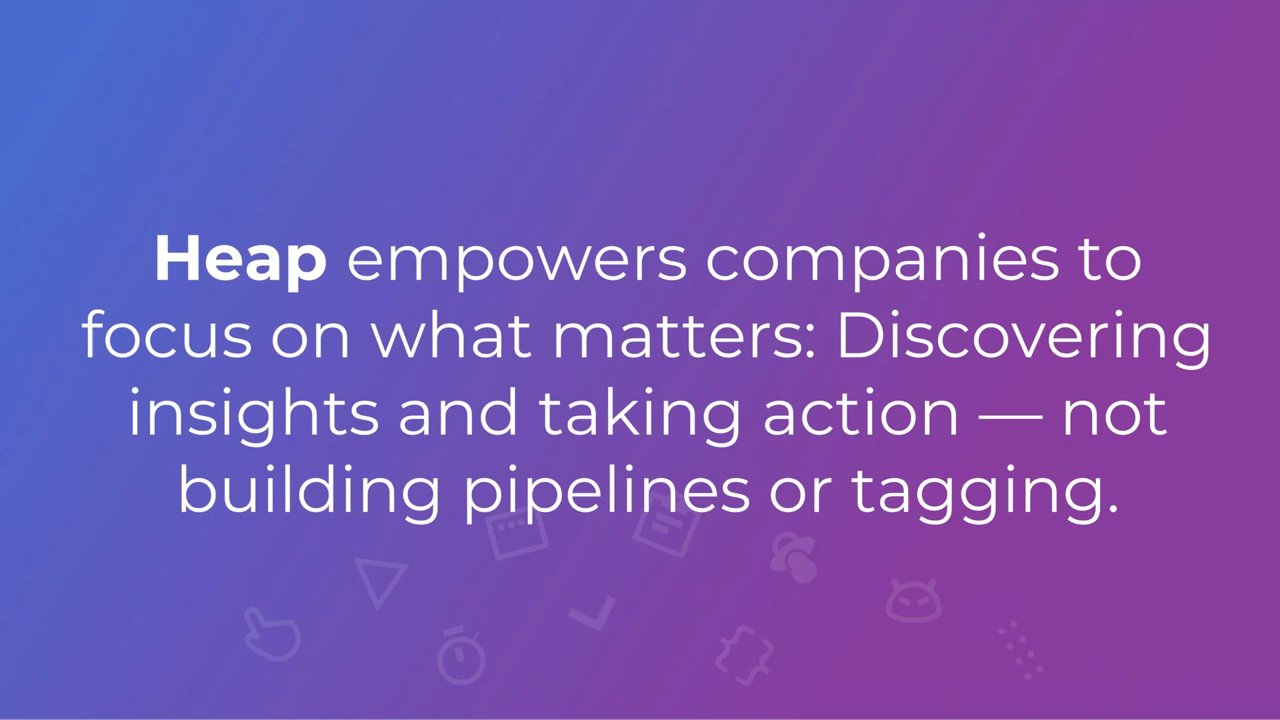 Heap empowers companies to
focus on what matters: Discovering
insights and taking action — not
building pipelines or tagging.